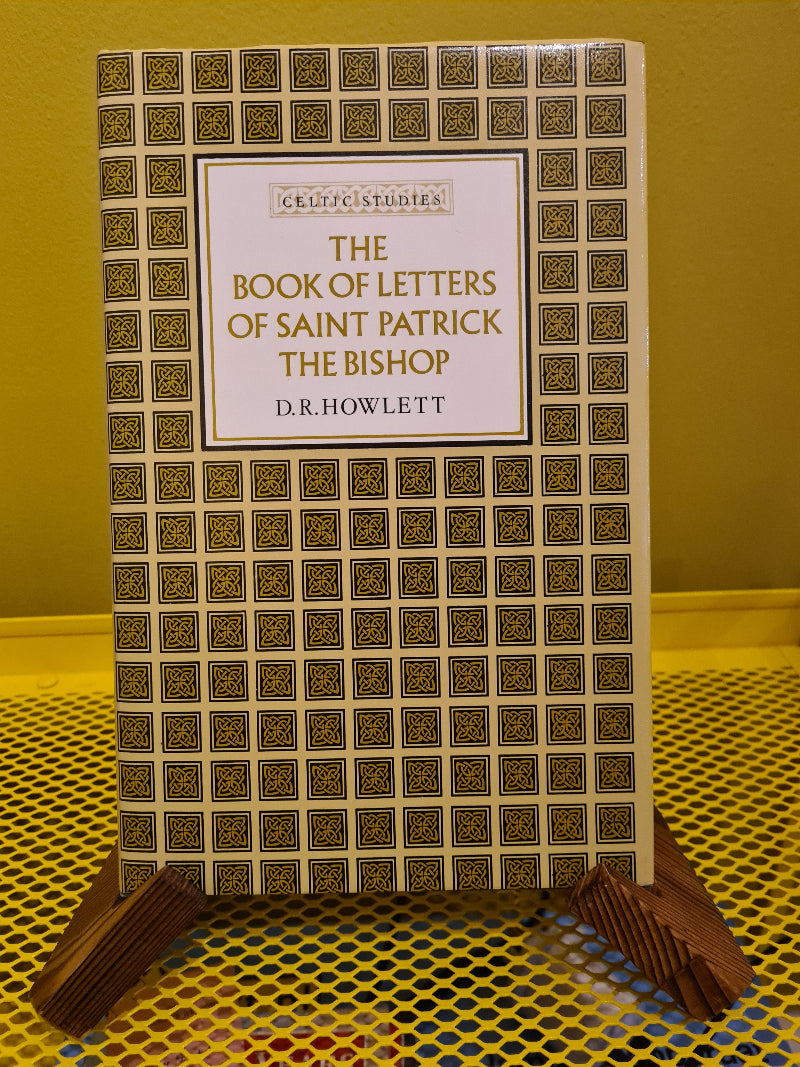 CELTIC STUDIES
THE
BOOK OF LETTERS
OF SAINT PATRICK
THE BISHOP
D.R.HOWLETT